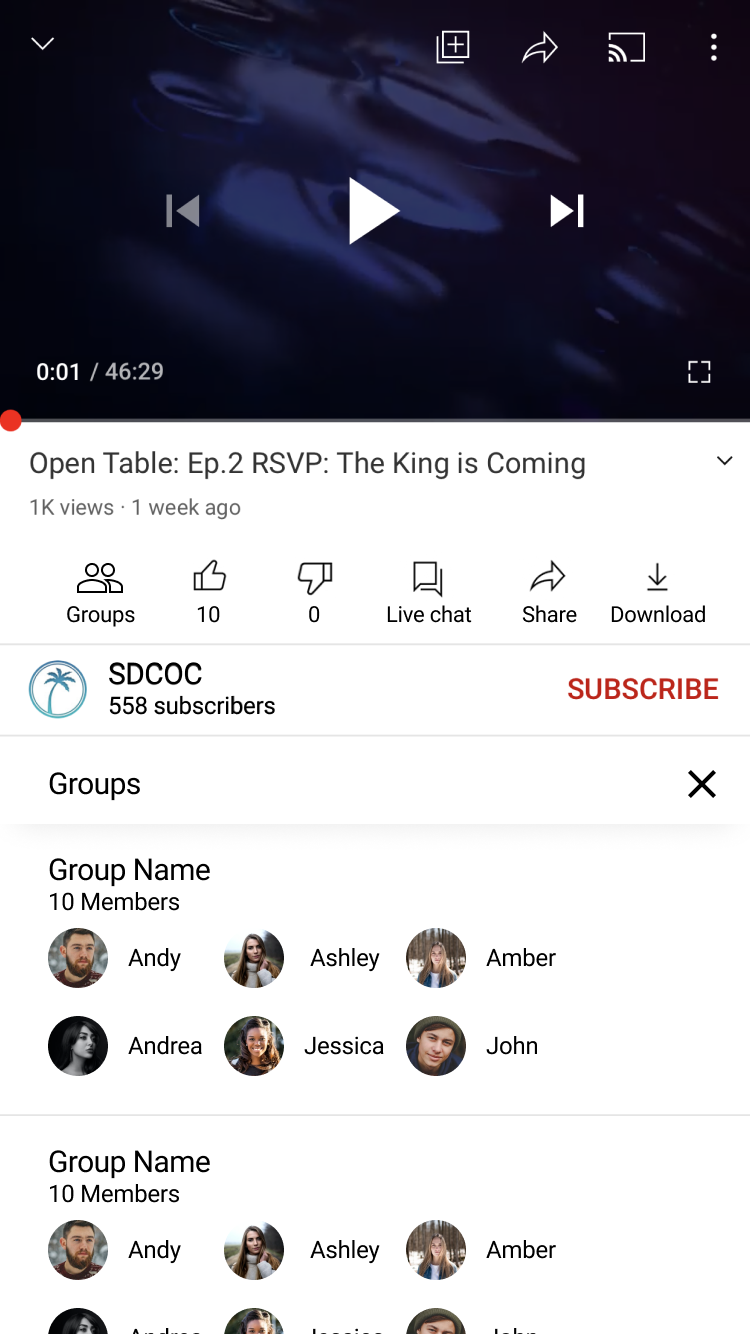 0:01 / 46:29
Open Table: Ep.2 RSVP: The King is Coming
1K views · 1 week ago
Groups 10 0 Live chat Share Download
SDCOC
558 subscribers
SUBSCRIBE
Groups
Group Name
10 Members
Andy Ashley Amber
Andrea Jessica John
Group Name
10 Members
Andy Ashley Amber